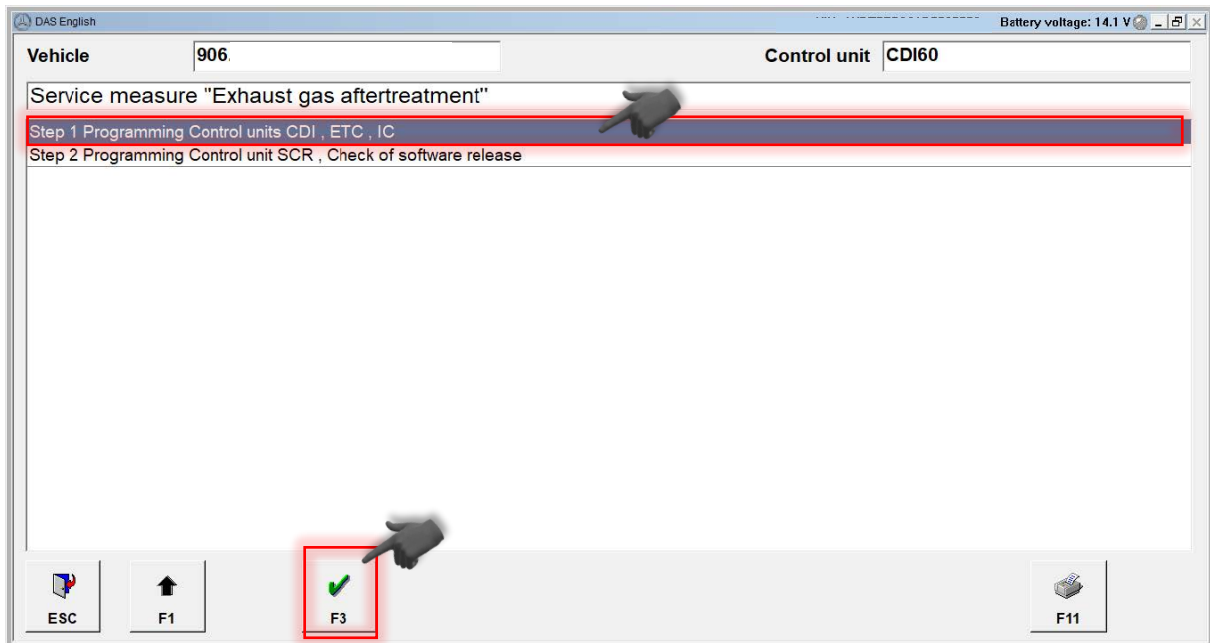 DAS English
Battery voltage: 14.1 V
Vehicle 906. Control unit CDI60
Service measure "Exhaust gas aftertreatment"
Step 1 Programming Control units CDI , ETC , IC
Step 2 Programming Control unit SCR , Check of software release
ESC F1 F3 F11